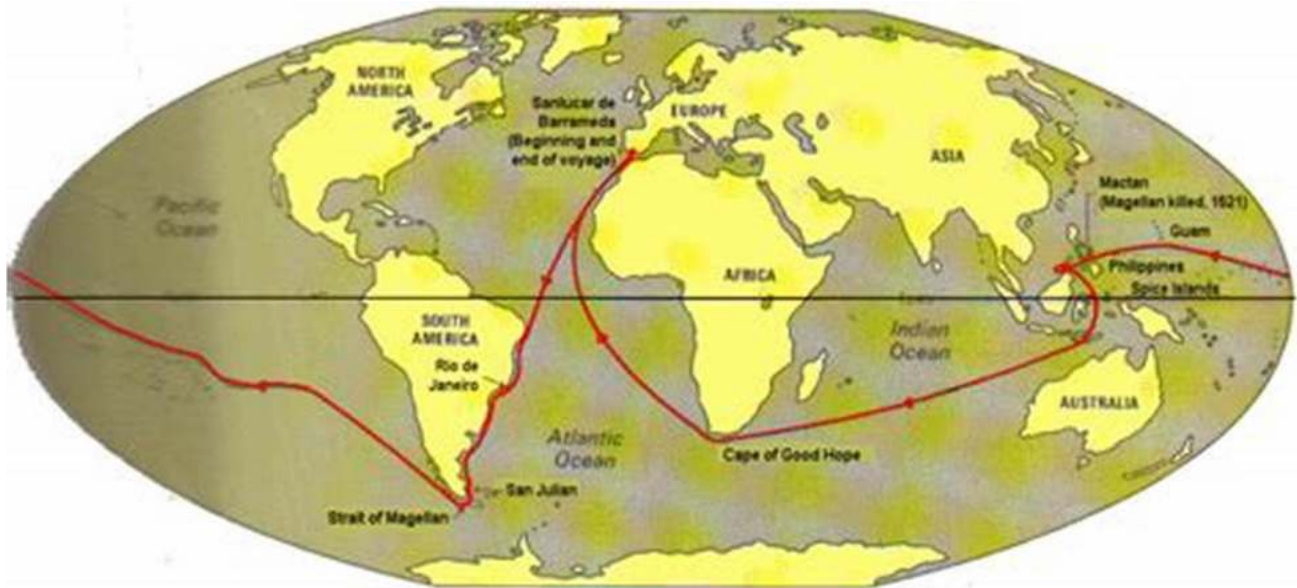 NORTH
AMERICA
Sanlucar de
Barrameda
(Beginning and
end of voyage)
EUROPE
ASIA
Pacific
Ocean
Mactan
(Magellan killed, 1521)
Guam
AFRICA
Philippines
Spice Islands
SOUTH
AMERICA
Indian
Ocean
Rio de
Janeiro
AUSTRALIA
Atlantic
Ocean
Cape of Good Hope
San Julian
Strait of Magellan